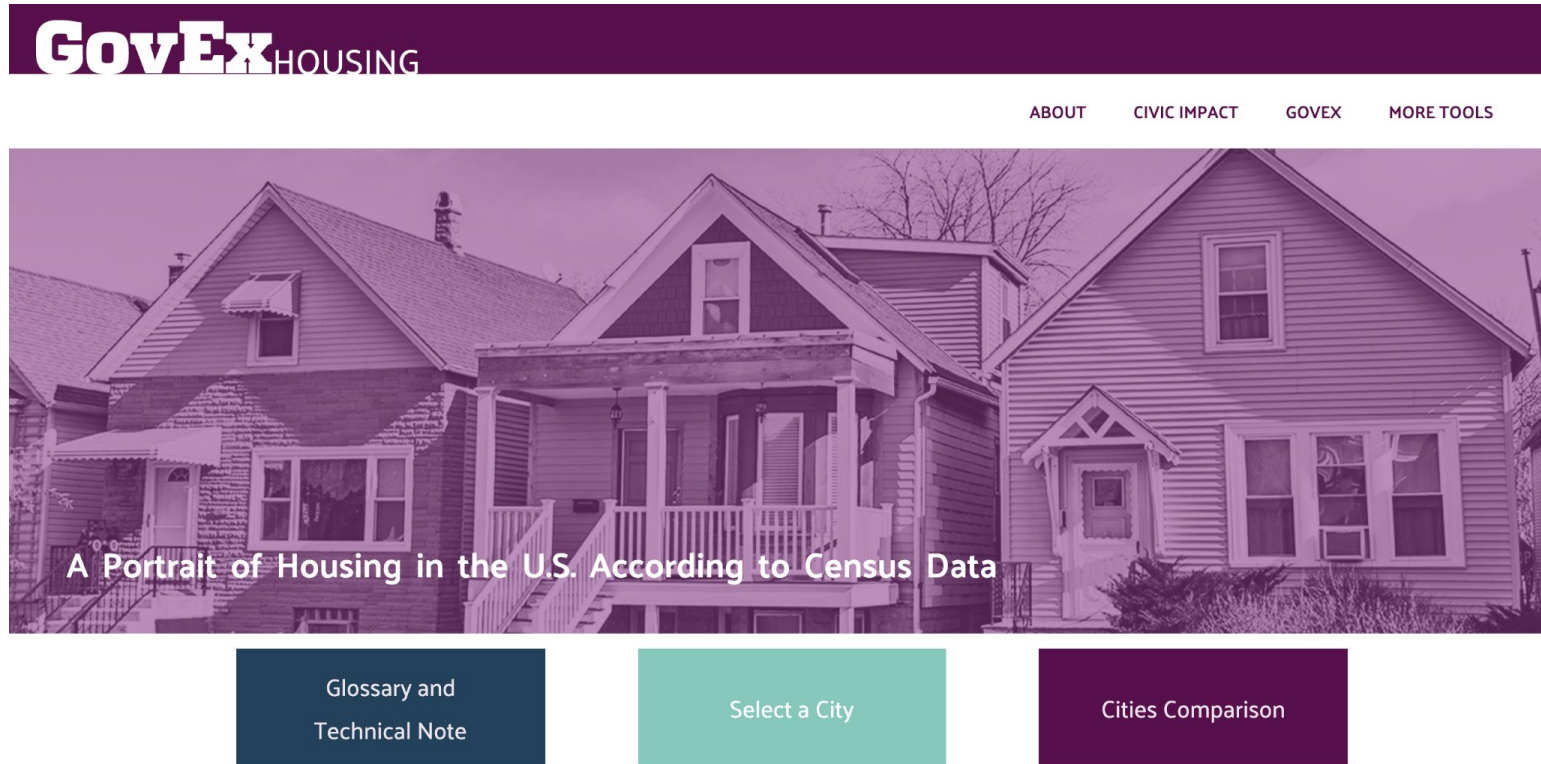 GovEx HOUSING
ABOUT CIVIC IMPACT GOVEX MORE TOOLS
A Portrait of Housing in the U.S. According to Census Data
Glossary and
Technical Note
Select a City
Cities Comparison